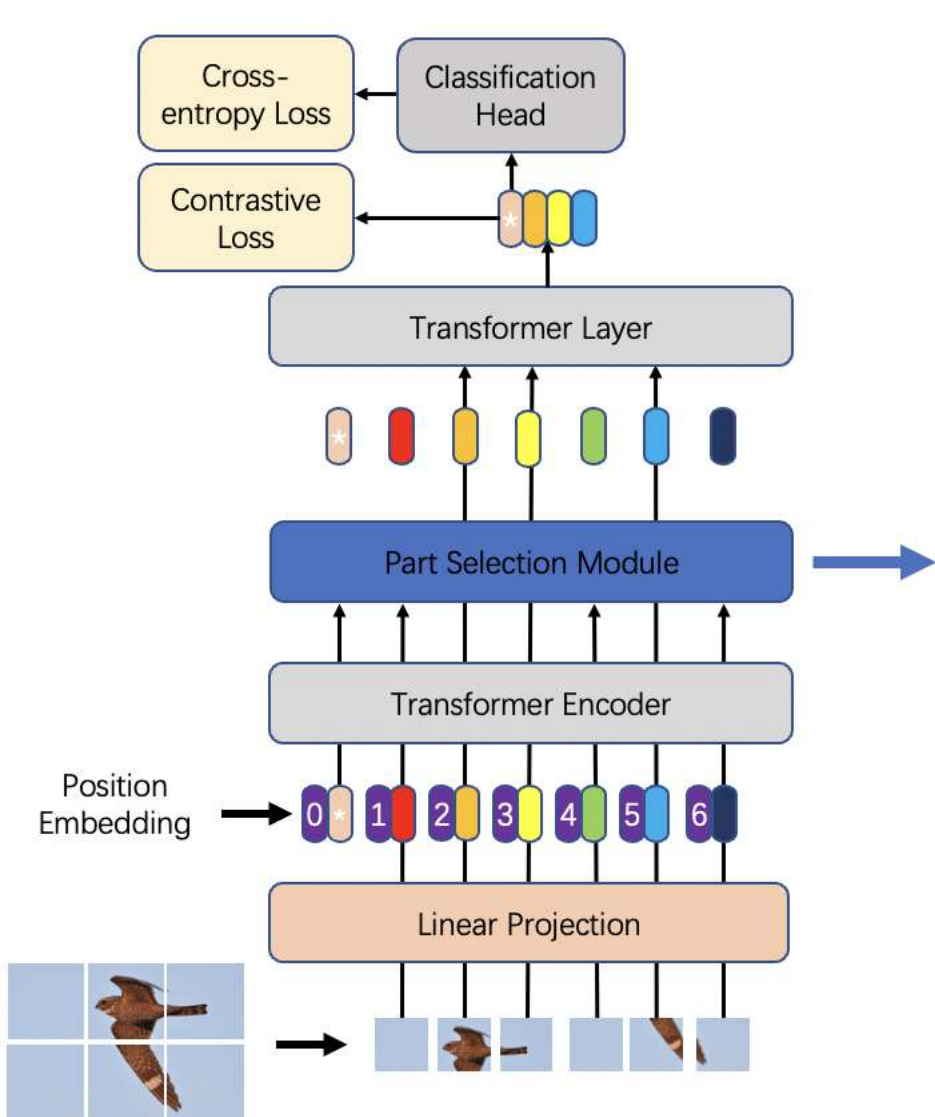 Cross-
entropy Loss
Classification
Head
Contrastive
Loss
*
Transformer Layer
*
Part Selection Module
Transformer Encoder
Position
Embedding
0 * 1 2 3 4 5 6
Linear Projection